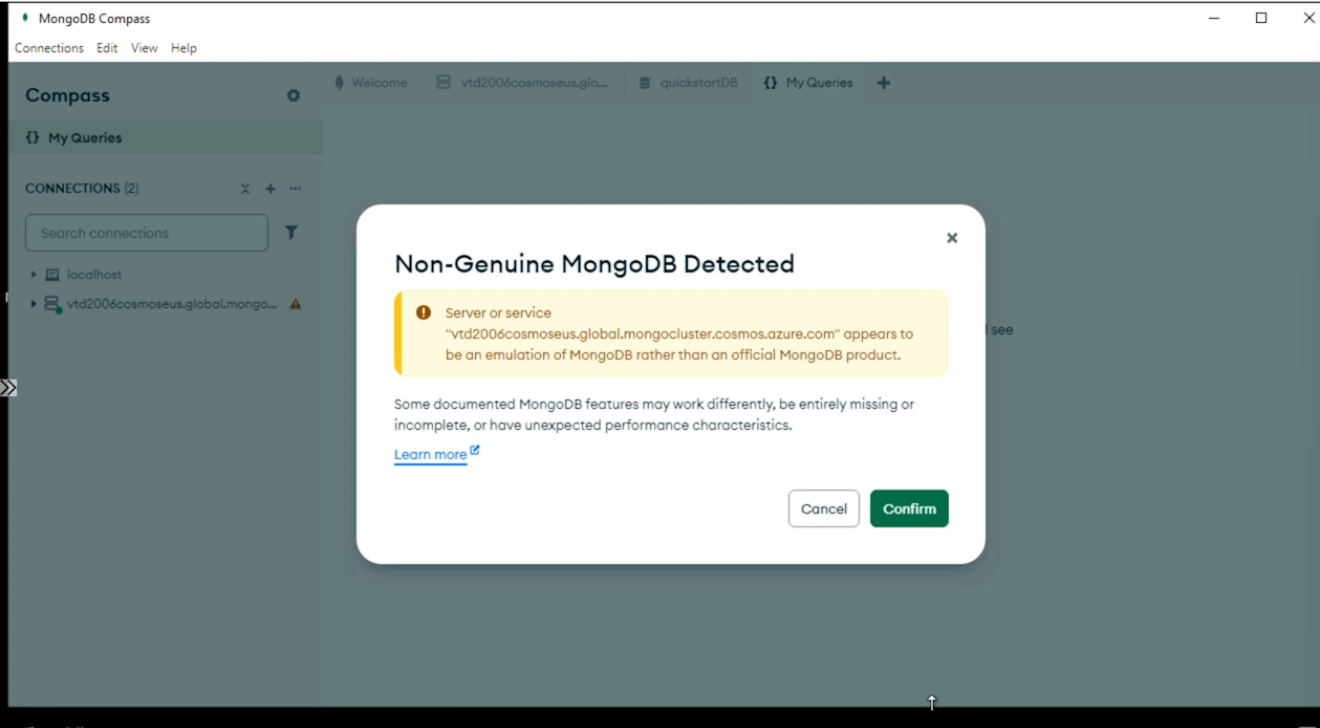 MongoDB Compass
Connections Edit View Help
Compass
Welcome vtd2006cosmoseus.glo... quickstartDB {} My Queries +
{} My Queries
CONNECTIONS (2)
Search connections
localhost
vtd2006cosmoseus.global.mongo...
Non-Genuine MongoDB Detected
Server or service
"vtd2006cosmoseus.global.mongocluster.cosmos.azure.com" appears to
be an emulation of MongoDB rather than an official MongoDB product.
see
Some documented MongoDB features may work differently, be entirely missing or
incomplete, or have unexpected performance characteristics.
Learn more
Cancel Confirm